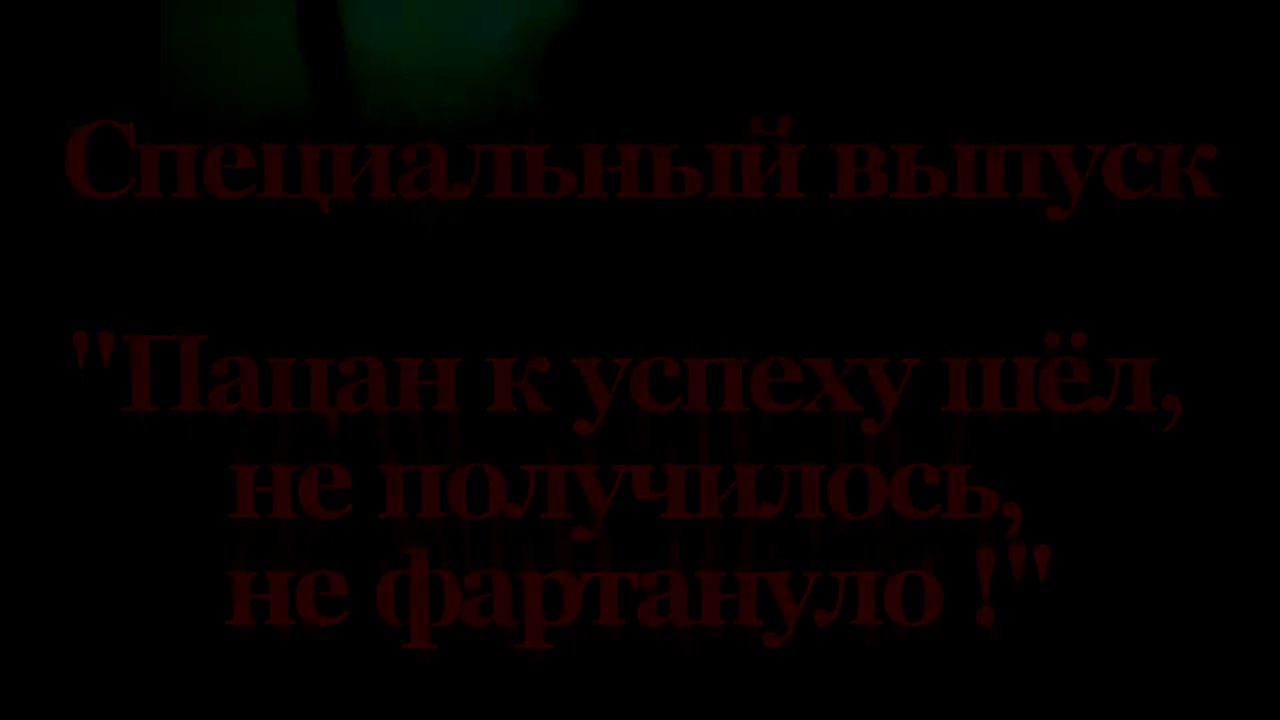 Специальный выпуск
"Пацан к успеху шёл,
не получилось,
не фартануло !"